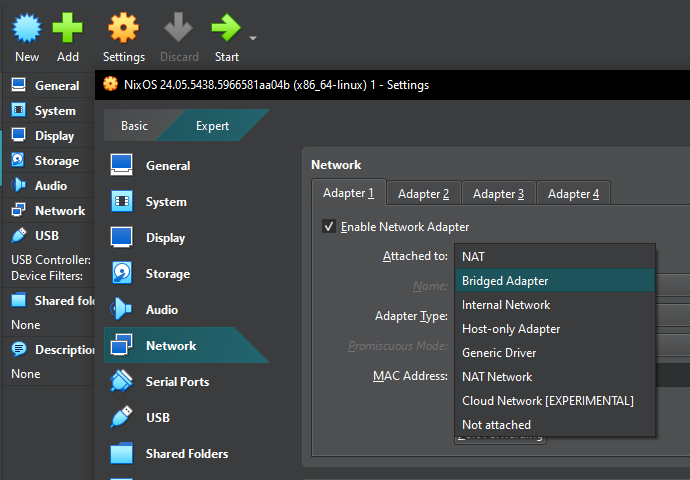 New Add Settings Discard Start
General
System
Display
Storage
Audio
Network
USB
USB Controller:
Device Filters:
Shared fol
None
Description
None
NixOS 24.05.5438.5966581aa04b (x86_64-linux) 1 - Settings
Basic Expert
General
System
Display
Storage
Audio
Network
Serial Ports
USB
Shared Folders
Network
Adapter 1 Adapter 2 Adapter 3 Adapter 4
Enable Network Adapter
Attached to:
Name:
Adapter Type:
Promiscuous Mode:
MAC Address:
NAT
Bridged Adapter
Internal Network
Host-only Adapter
Generic Driver
NAT Network
Cloud Network [EXPERIMENTAL]
Not attached